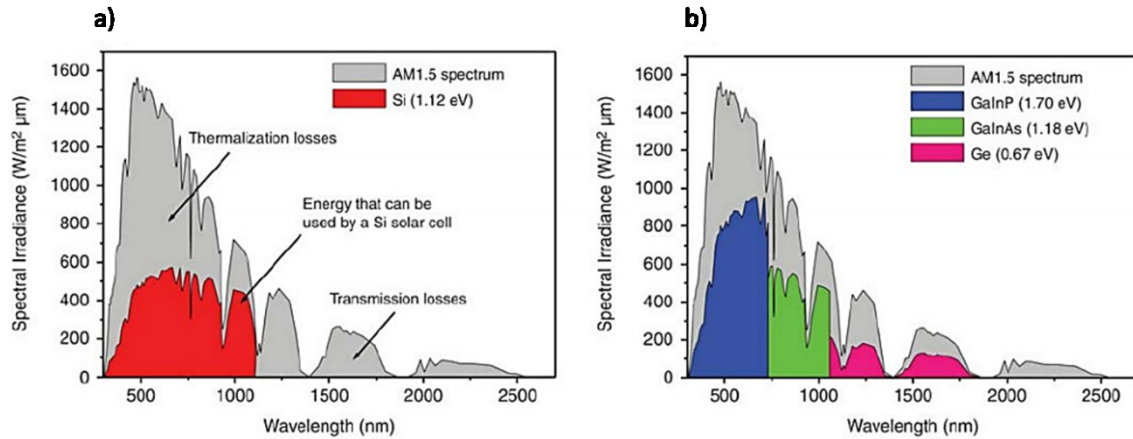 a)
1600
1400
1200
1000
800
600
400
200
0
Spectral Irradiance (W/m² µm)
AM1.5 spectrum
Si (1.12 eV)
Thermalization losses
Energy that can be
used by a Si solar cell
Transmission losses
500 1000 1500 2000 2500
Wavelength (nm)
b)
1600
1400
1200
1000
800
600
400
200
0
Spectral Irradiance (W/m² µm)
AM1.5 spectrum
GaInP (1.70 eV)
GaInAs (1.18 eV)
Ge (0.67 eV)
500 1000 1500 2000 2500
Wavelength (nm)